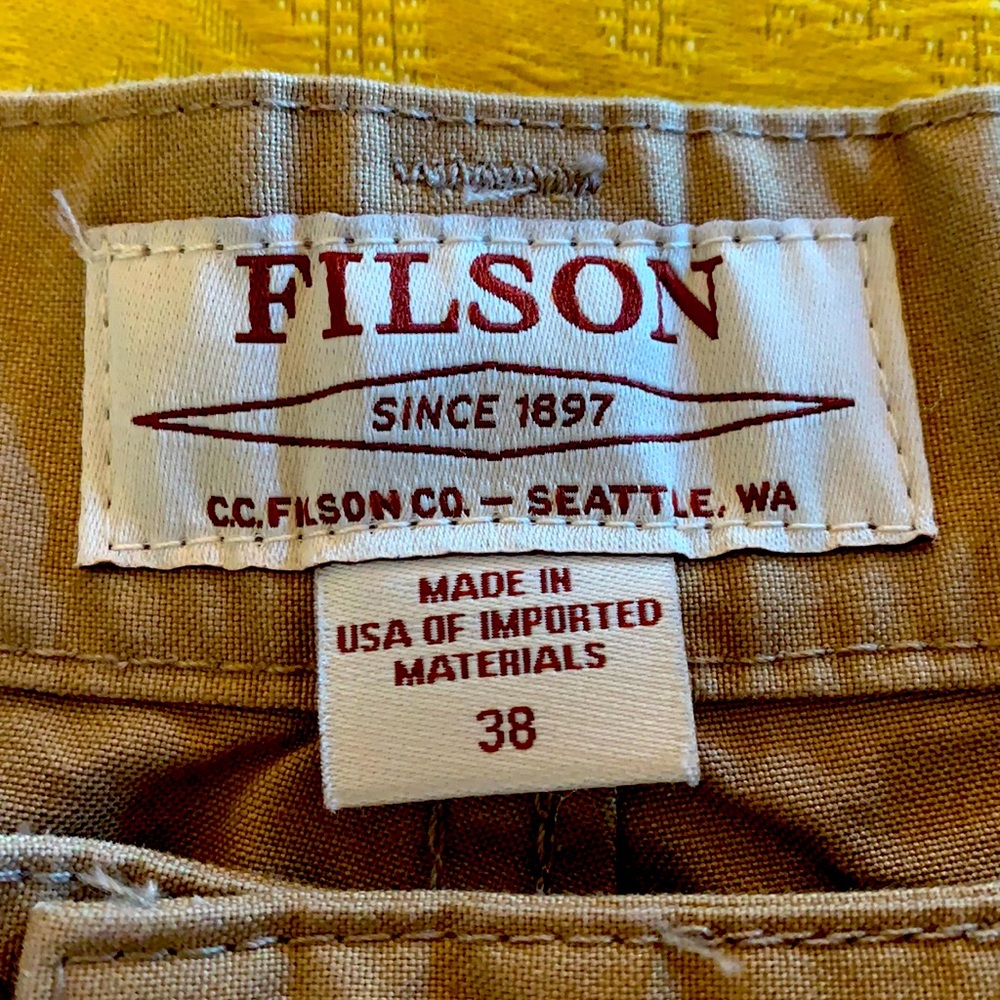 FILSON
SINCE 1897
C.C. FILSON CO. — SEATTLE, WA
MADE IN
USA OF IMPORTED
MATERIALS
38